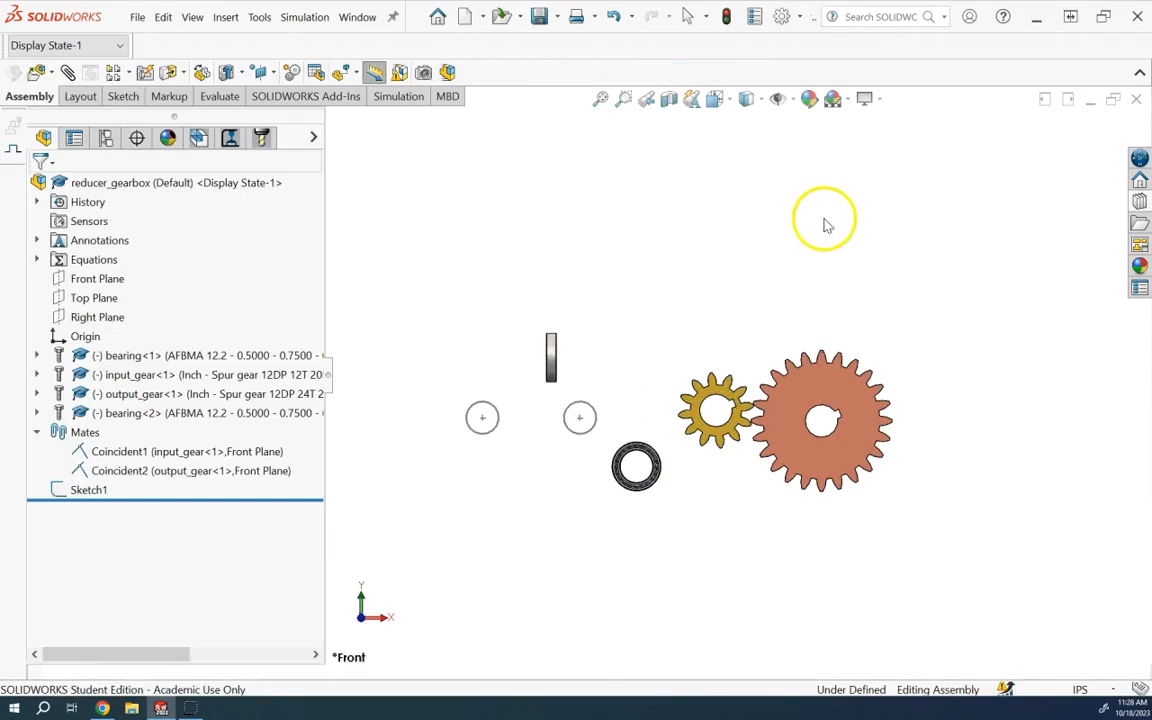 SOLIDWORKS File Edit View Insert Tools Simulation Window Search SOLIDWC
Display State-1
Assembly Layout Sketch Markup Evaluate SOLIDWORKS Add-Ins Simulation MBD
reducer_gearbox (Default) <Display State-1>
History
Sensors
Annotations
Equations
Front Plane
Top Plane
Right Plane
Origin
(-) bearing<1> (AFBMA 12.2 - 0.5000 - 0.7500 -
(-) input_gear<1> (Inch - Spur gear 12DP 12T 20
(-) output_gear<1> (Inch - Spur gear 12DP 24T 2
(-) bearing<2> (AFBMA 12.2 - 0.5000 - 0.7500 -
Mates
Coincident1 (input_gear<1>,Front Plane)
Coincident2 (output_gear<1>,Front Plane)
Sketch1
Y
X
*Front
SOLIDWORKS Student Edition - Academic Use Only Under Defined Editing Assembly IPS
11:28 AM
10/18/2023